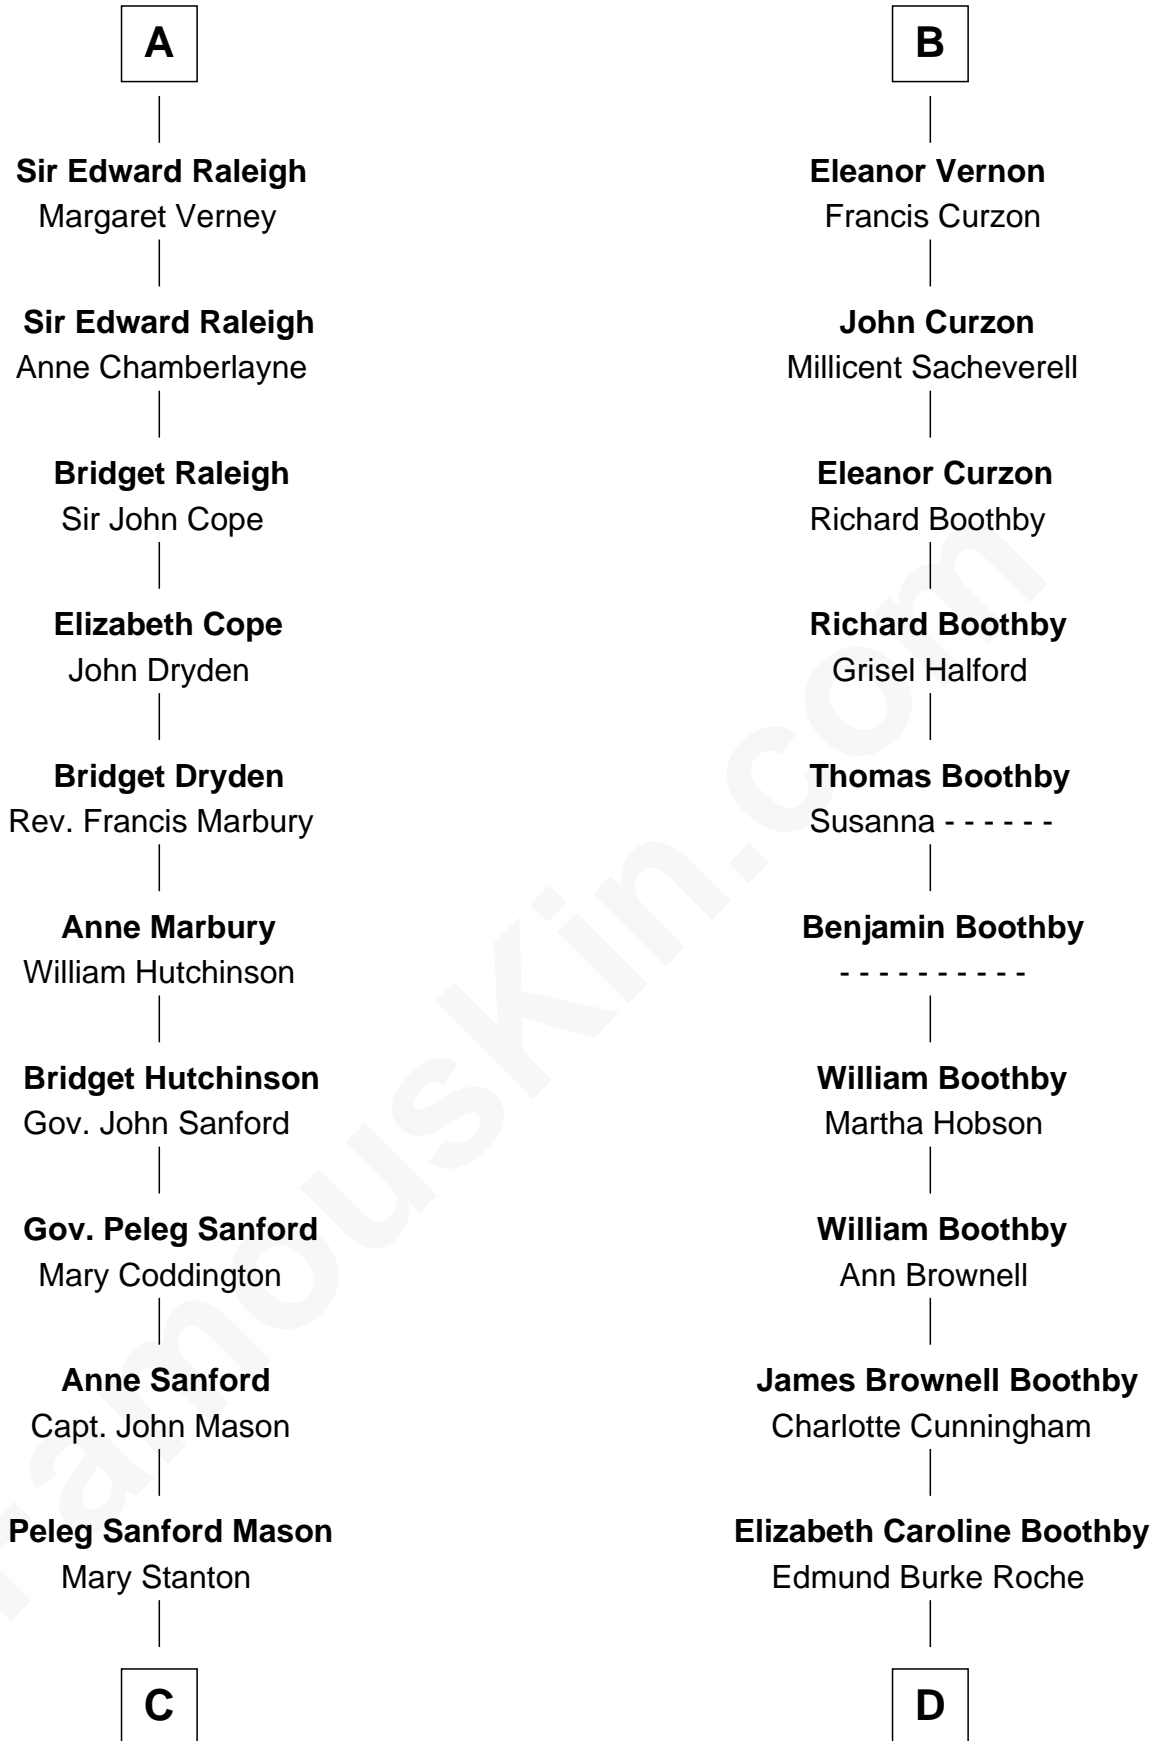 A
Sir Edward Raleigh
Margaret Verney
Sir Edward Raleigh
Anne Chamberlayne
Bridget Raleigh
Sir John Cope
Elizabeth Cope
John Dryden
Bridget Dryden
Rev. Francis Marbury
Anne Marbury
William Hutchinson
Bridget Hutchinson
Gov. John Sanford
Gov. Peleg Sanford
Mary Coddington
Anne Sanford
Capt. John Mason
Peleg Sanford Mason
Mary Stanton
C
B
Eleanor Vernon
Francis Curzon
John Curzon
Millicent Sacheverell
Eleanor Curzon
Richard Boothby
Richard Boothby
Grisel Halford
Thomas Boothby
Susanna - - - - - -
Benjamin Boothby
- - - - - - - - - -
William Boothby
Martha Hobson
William Boothby
Ann Brownell
James Brownell Boothby
Charlotte Cunningham
Elizabeth Caroline Boothby
Edmund Burke Roche
D
FamousKin.com